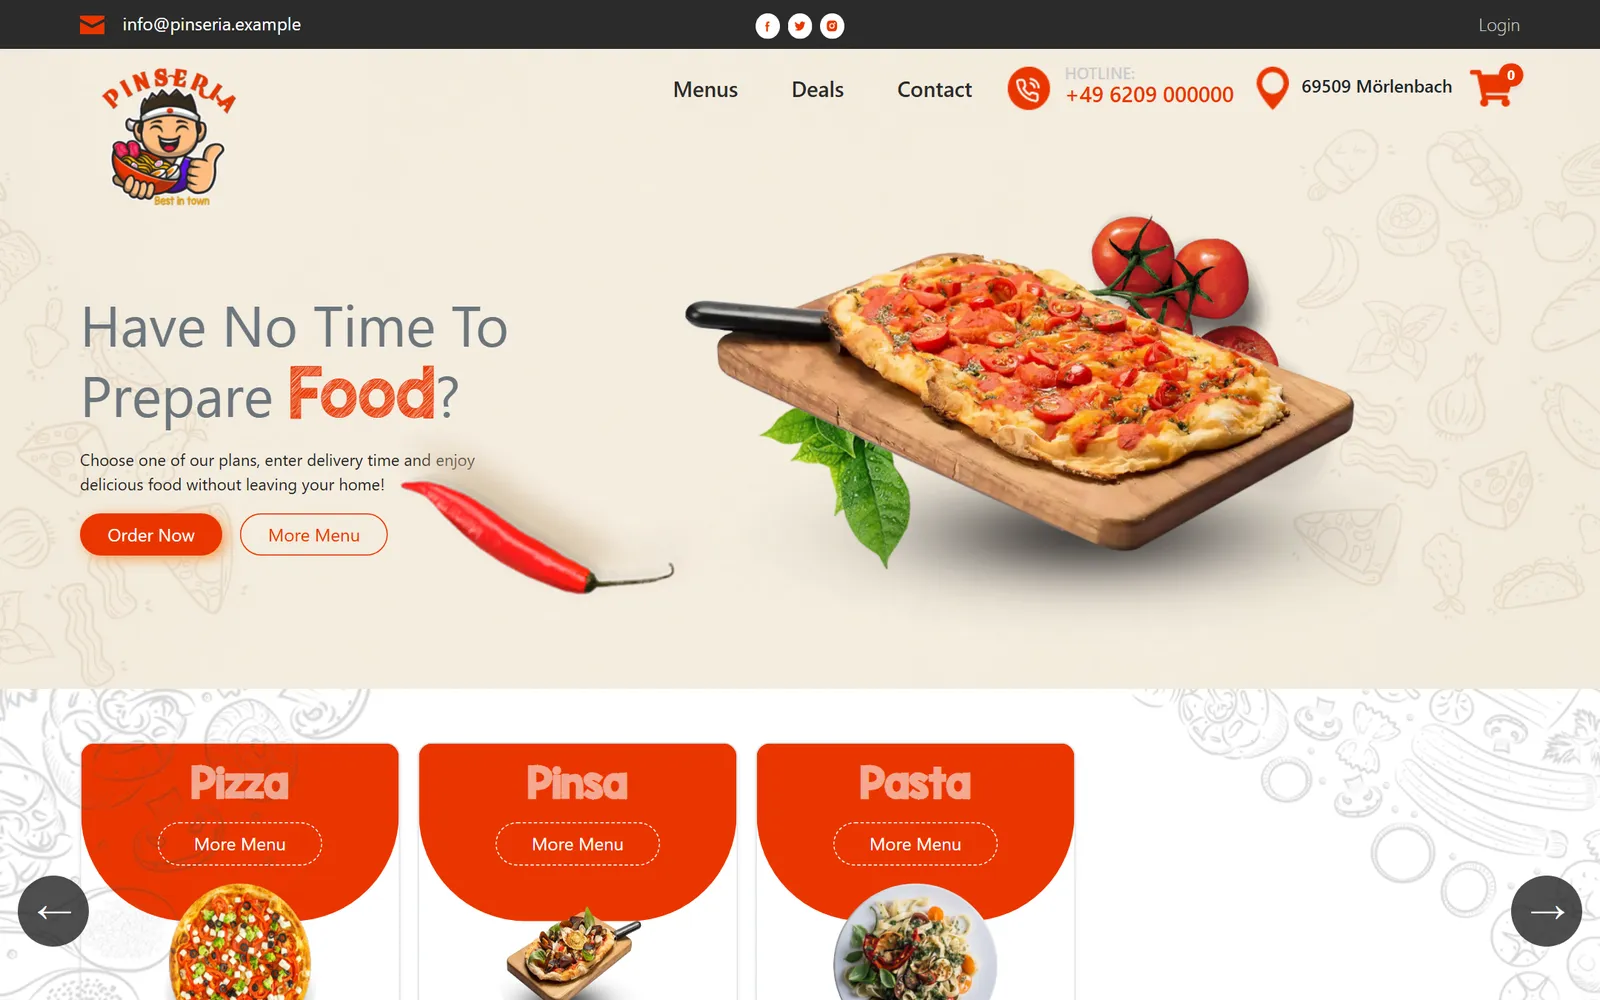 info@pinseria.example
Login
PINSERIA
Best in town
Menus
Deals
Contact
HOTLINE:
+49 6209 000000
69509 Mörlenbach
0
Have No Time To
Prepare Food?
Choose one of our plans, enter delivery time and enjoy
delicious food without leaving your home!
Order Now
More Menu
Pizza
More Menu
Pinsa
More Menu
Pasta
More Menu